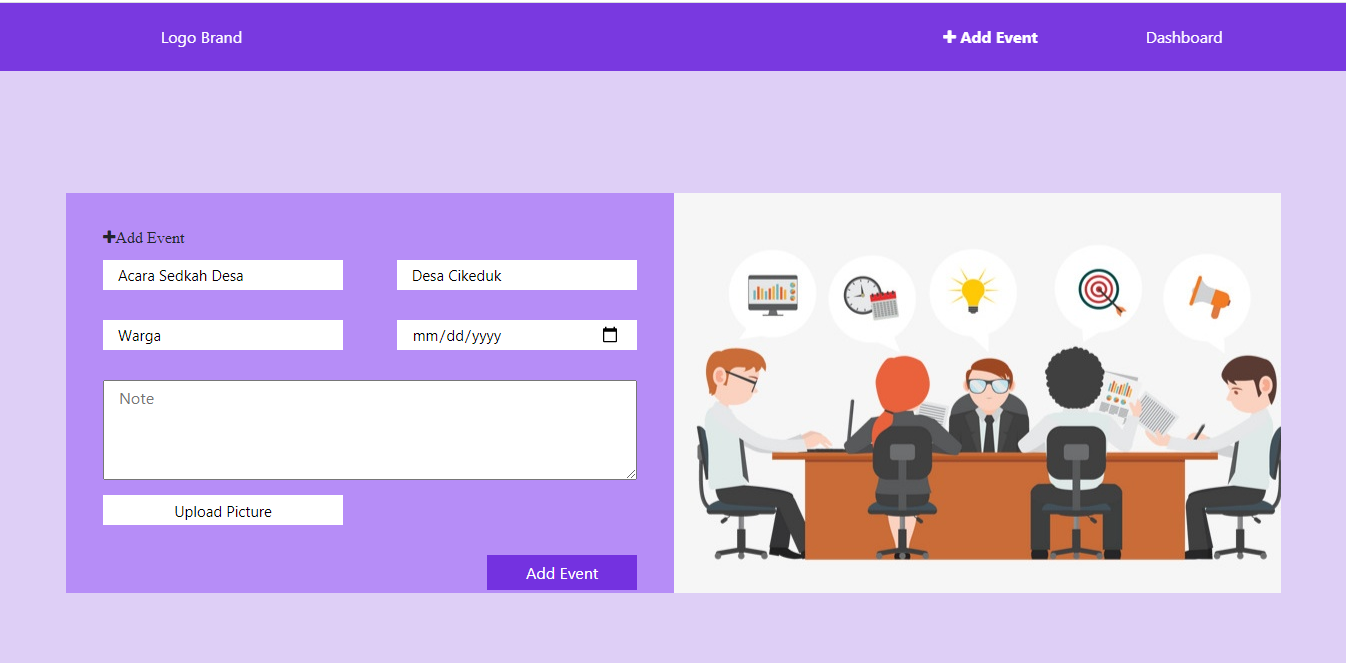 Logo Brand
Add Event
Dashboard
Add Event
Acara Sedkah Desa
Desa Cikeduk
Warga
mm/dd/yyyy
Note
Upload Picture
Add Event